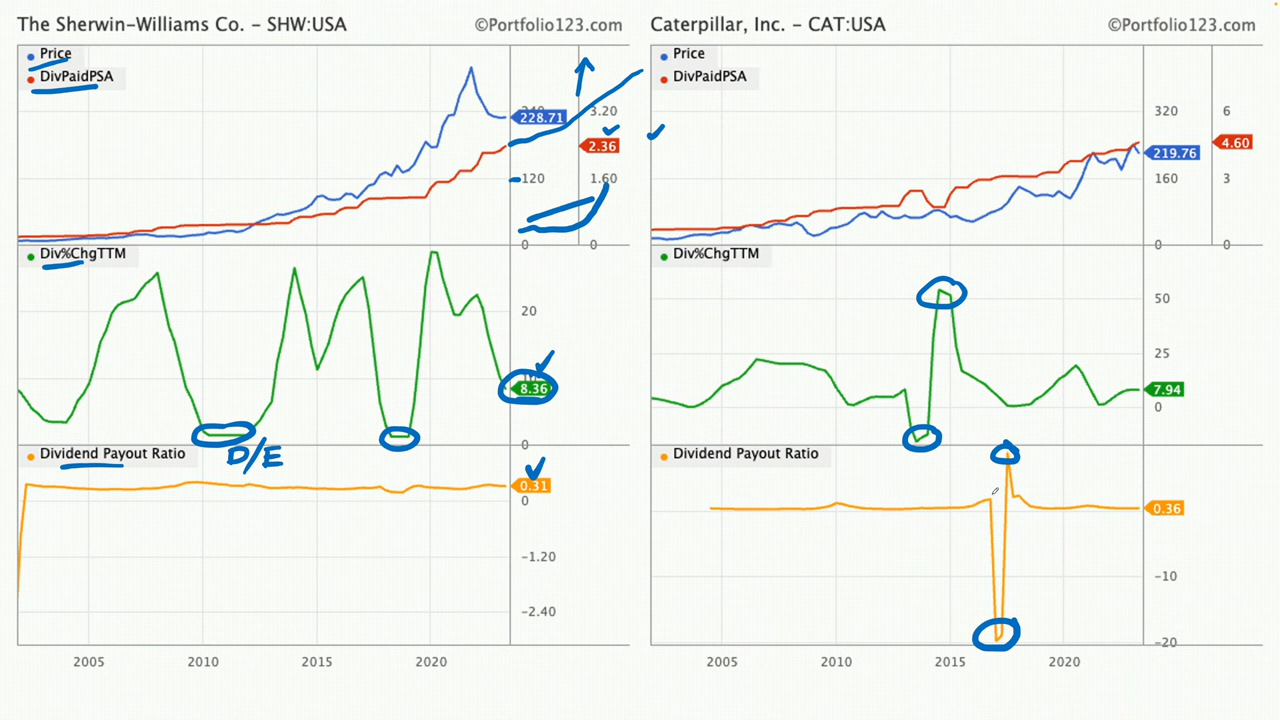 The Sherwin-Williams Co. - SHW:USA
©Portfolio123.com
Price
DivPaidPSA
240
3.20
228.71
2.36
120
1.60
0
0
Div%ChgTTM
20
8.36
0
D/E
Dividend Payout Ratio
0.31
0
-1.20
-2.40
2005
2010
2015
2020
Caterpillar, Inc. - CAT:USA
©Portfolio123.com
Price
DivPaidPSA
320
6
4.60
219.76
160
3
0
0
Div%ChgTTM
50
25
7.94
0
Dividend Payout Ratio
0.36
-10
-20
2005
2010
2015
2020